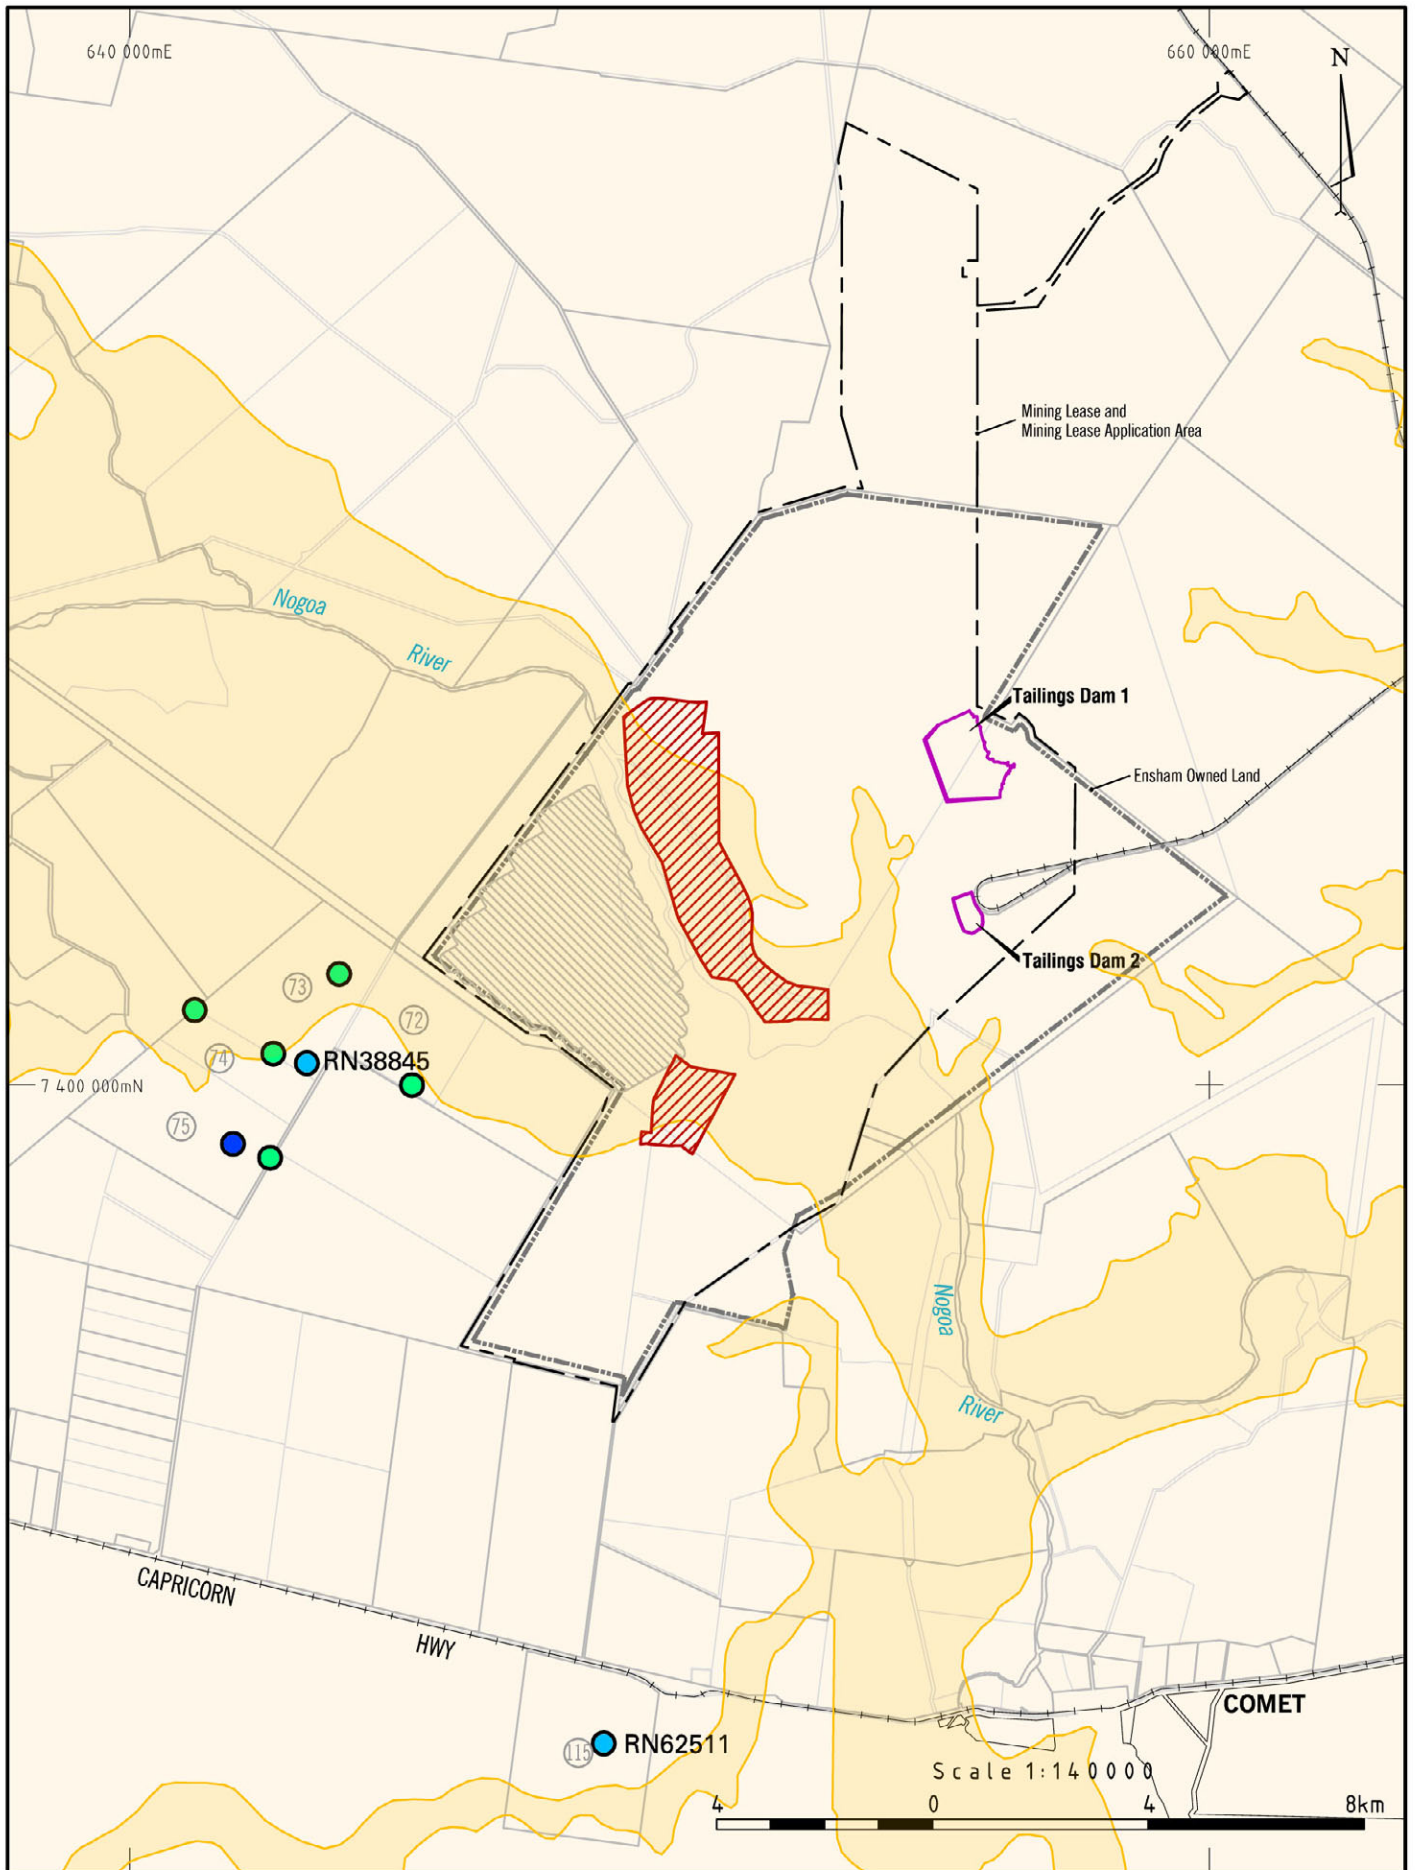 640 000mE
660 000mE
N
Mining Lease and
Mining Lease Application Area
Nogoa
River
Tailings Dam 1
Ensham Owned Land
Tailings Dam 2
73
72
74
RN38845
7 400 000mN
75
Nogoa
River
CAPRICORN
HWY
COMET
115
RN62511
Scale 1:140000
4 0 4 8km